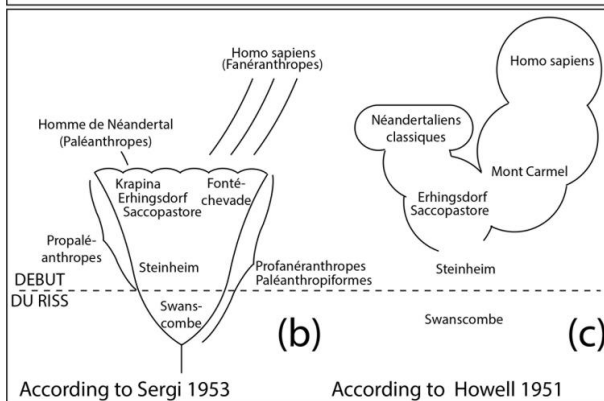 Homo sapiens
(Fanéranthropes)
Homme de Néandertal
(Paléanthropes)
Krapina
Erhingsdorf
Saccopastore
Fonté-
chevade
Propalé-
anthropes
Steinheim
Profanéranthropes
Paléanthropiformes
DEBUT
DU RISS
Swans-
combe
(b)
According to Sergi 1953
Homo sapiens
Néandertaliens
classiques
Mont Carmel
Erhingsdorf
Saccopastore
Steinheim
Swanscombe
(c)
According to Howell 1951